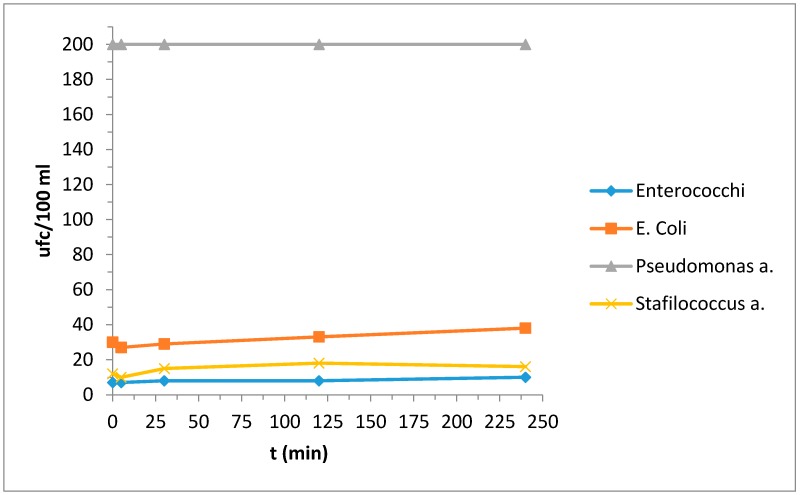 200
180
160
140
120
100
80
60
40
20
0
ufc/100 ml
0 25 50 75 100 125 150 175 200 225 250
t (min)
Enterococchi
E. Coli
Pseudomonas a.
Stafilococcus a.